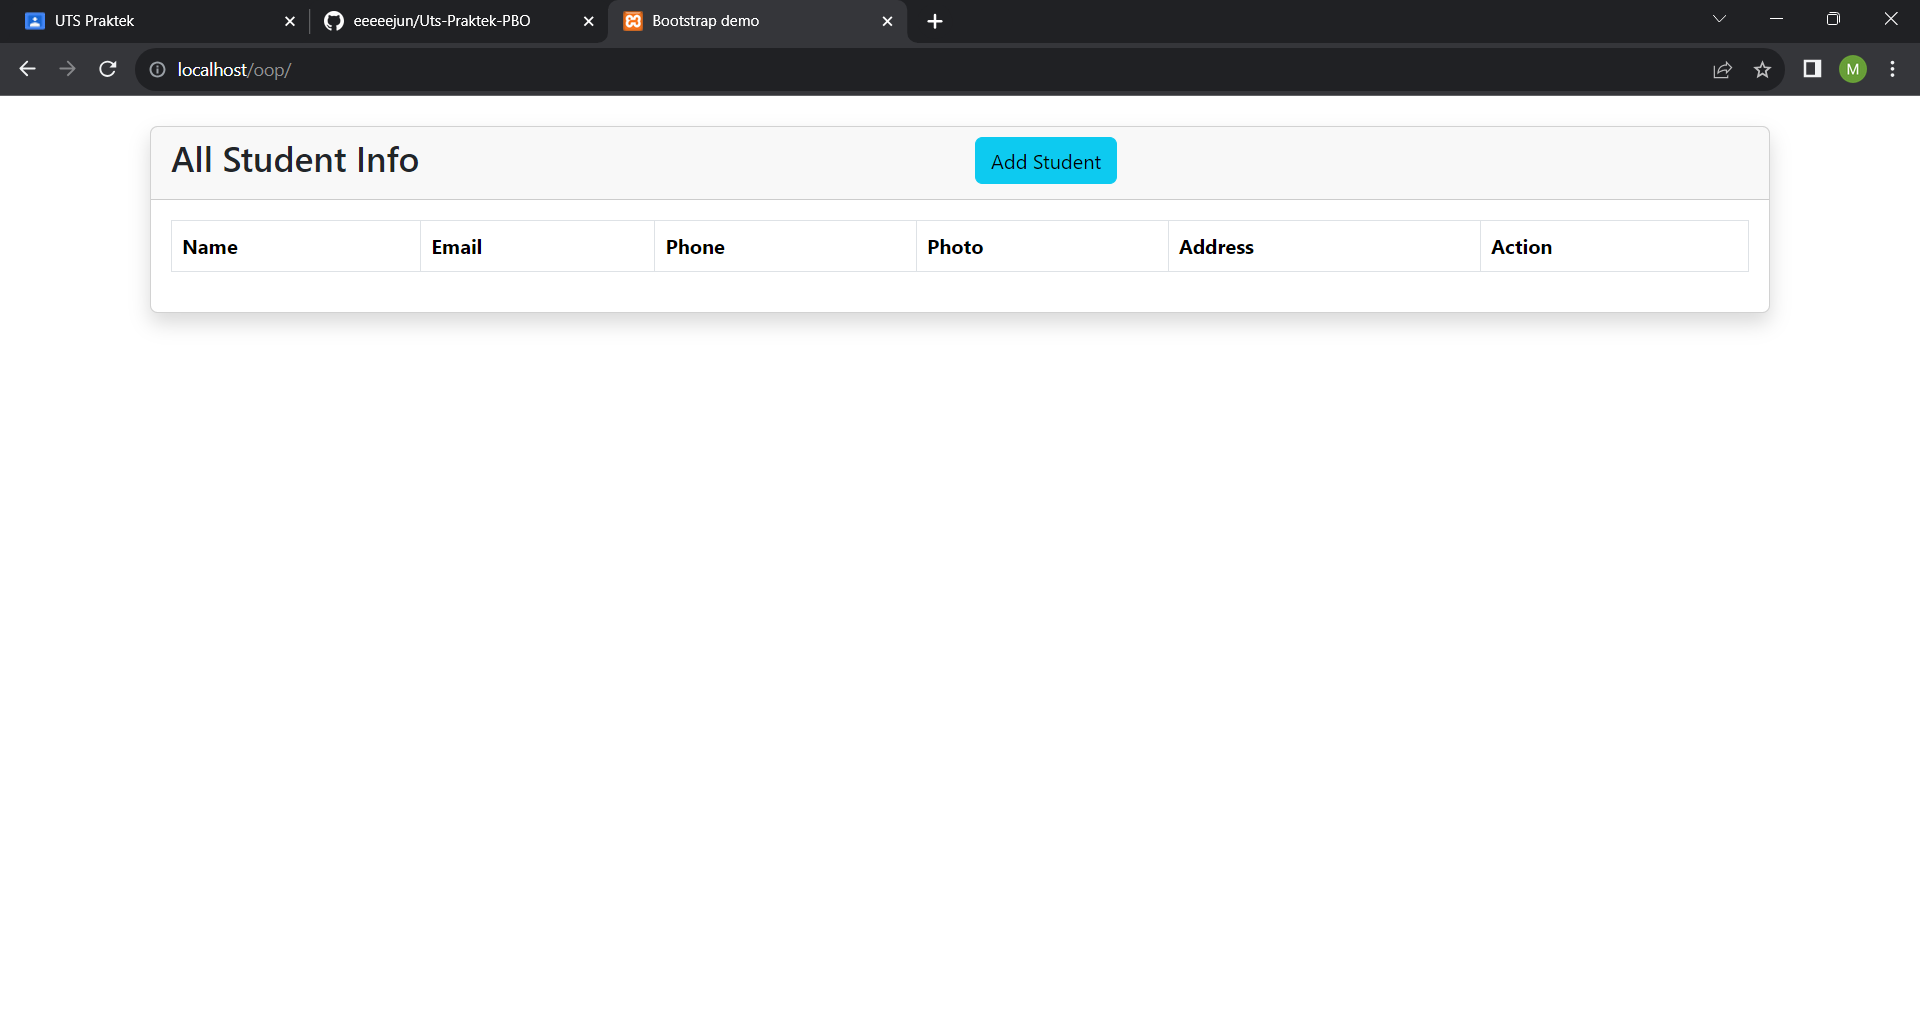 UTS Praktek
eeeeejun/Uts-Praktek-PBO
Bootstrap demo
localhost/oop/
M
All Student Info
Add Student
Name Email Phone Photo Address Action